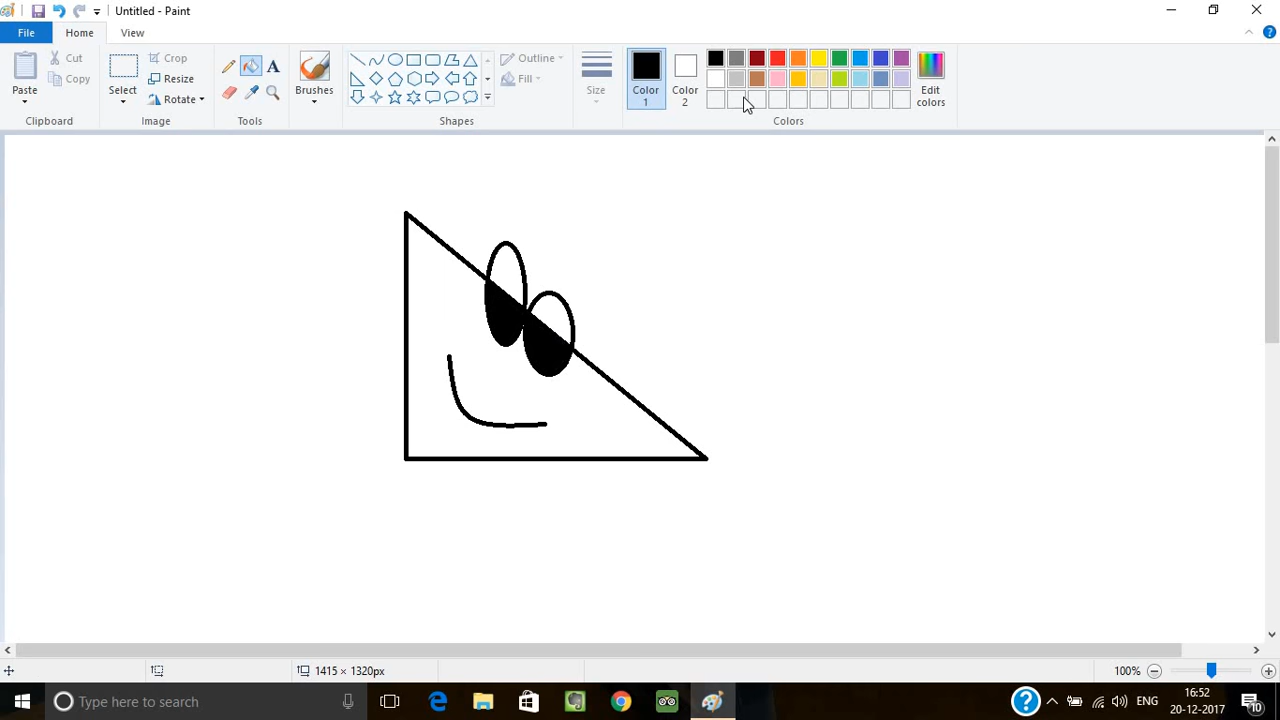 Untitled - Paint
File Home View
Paste
Cut
Copy
Clipboard
Select
Crop
Resize
Rotate
Image
A
Tools
Brushes
Outline
Fill
Shapes
Size
Color 1
Color 2
Edit colors
Colors
1415 × 1320px
100%
Type here to search
ENG
16:52
20-12-2017
10